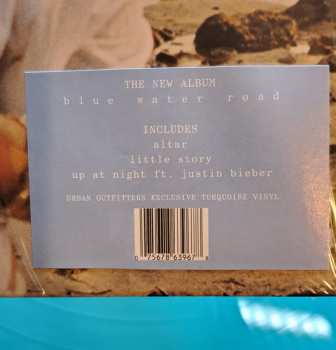 THE NEW ALBUM
blue water road
INCLUDES
altar
little story
up at night ft. justin bieber
URBAN OUTFITTERS EXCLUSIVE TURQUOISE VINYL